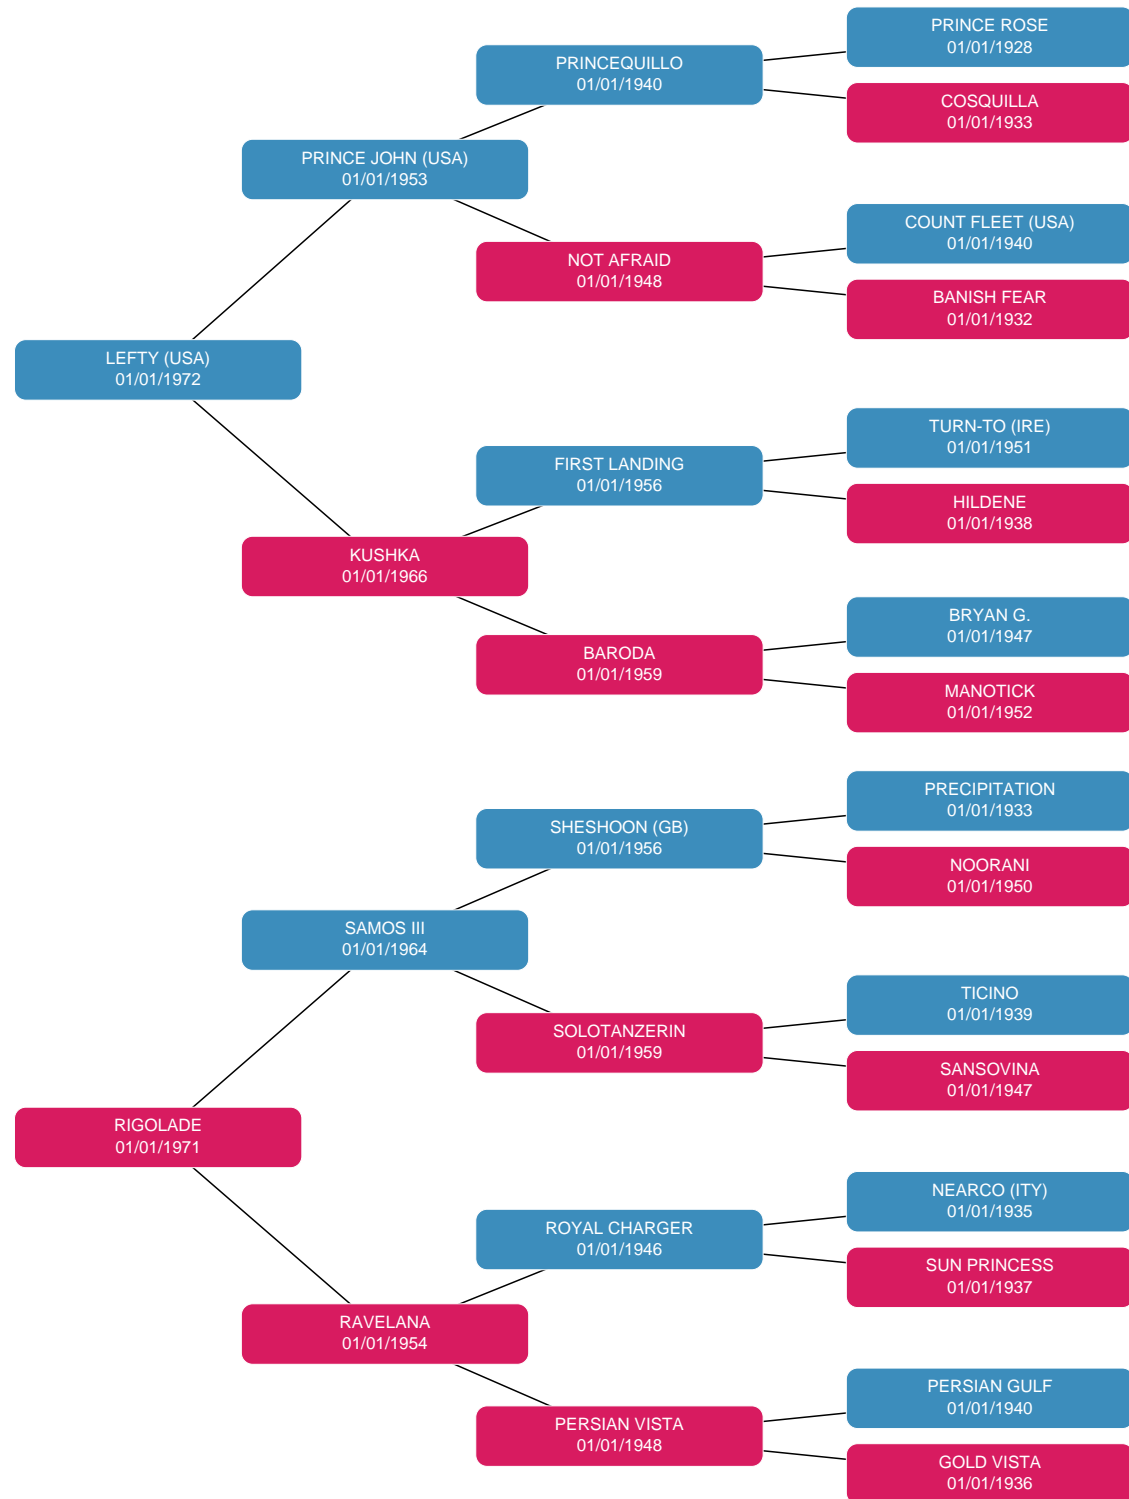 PRINCE ROSE
01/01/1928
PRINCEQUILLO
01/01/1940
COSQUILLA
01/01/1933
PRINCE JOHN (USA)
01/01/1953
COUNT FLEET (USA)
01/01/1940
NOT AFRAID
01/01/1948
BANISH FEAR
01/01/1932
LEFTY (USA)
01/01/1972
TURN-TO (IRE)
01/01/1951
FIRST LANDING
01/01/1956
HILDENE
01/01/1938
KUSHKA
01/01/1966
BRYAN G.
01/01/1947
BARODA
01/01/1959
MANOTICK
01/01/1952
PRECIPITATION
01/01/1933
SHESHOON (GB)
01/01/1956
NOORANI
01/01/1950
SAMOS III
01/01/1964
TICINO
01/01/1939
SOLOTANZERIN
01/01/1959
SANSOVINA
01/01/1947
RIGOLADE
01/01/1971
NEARCO (ITY)
01/01/1935
ROYAL CHARGER
01/01/1946
SUN PRINCESS
01/01/1937
RAVELANA
01/01/1954
PERSIAN GULF
01/01/1940
PERSIAN VISTA
01/01/1948
GOLD VISTA
01/01/1936